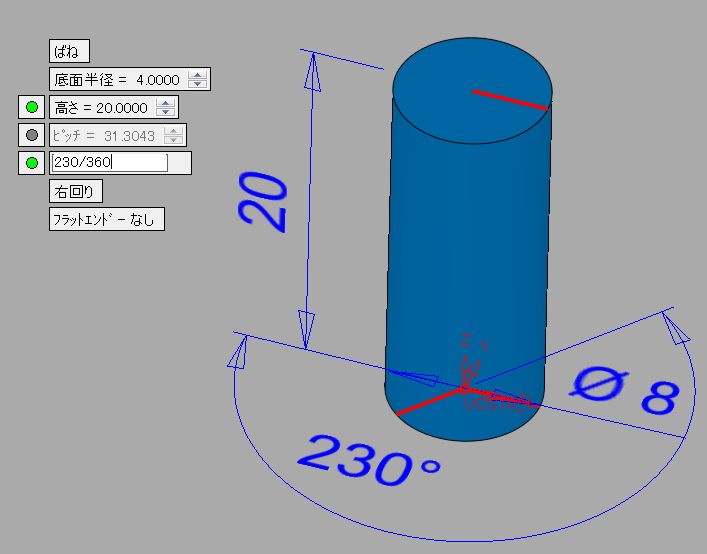 ばね
底面半径 = 4.0000
高さ = 20.0000
ﾋﾟｯﾁ = 31.3043
230/360
右回り
ﾌﾗｯﾄｴﾝﾄﾞ - なし
20
Z
Y
Ø 8
230°